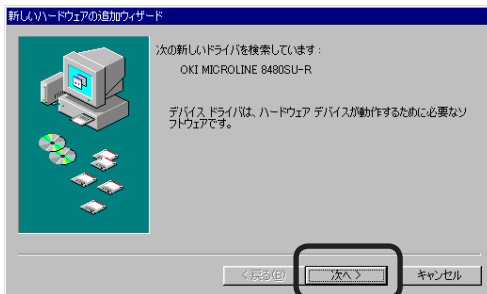 新しいハードウェアの追加ウィザード
次の新しいドライバを検索しています：
OKI MICROLINE 8480SU-R
デバイス ドライバは、ハードウェア デバイスが動作するために必要なソ
フトウェアです。
< 戻る(B)
次へ >
キャンセル